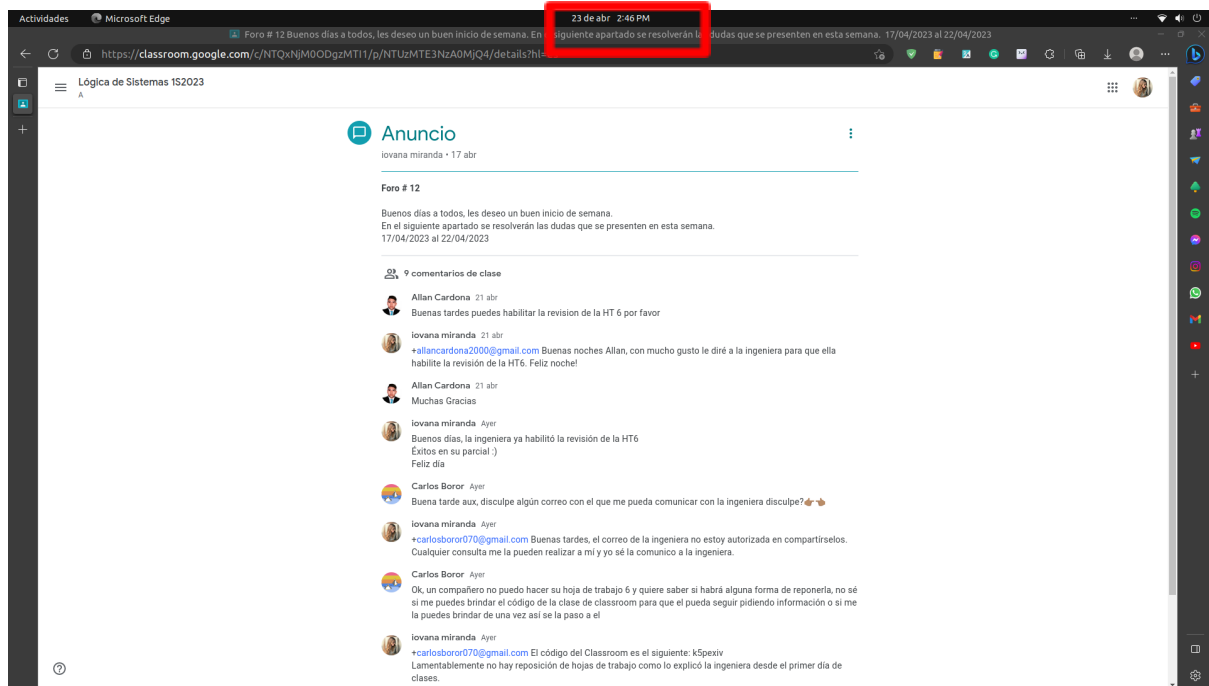 Actividades
Microsoft Edge
23 de abr 2:46 PM
Foro # 12 Buenos días a todos, les deseo un buen inicio de semana. En el siguiente apartado se resolverán las dudas que se presenten en esta semana. 17/04/2023 al 22/04/2023
Lógica de Sistemas 1S2023
A
Anuncio
iovana miranda • 17 abr
Foro # 12
Buenos días a todos, les deseo un buen inicio de semana.
En el siguiente apartado se resolverán las dudas que se presenten en esta semana.
17/04/2023 al 22/04/2023
9 comentarios de clase
Allan Cardona 21 abr
Buenas tardes puedes habilitar la revision de la HT 6 por favor
iovana miranda 21 abr
+allancardona2000@gmail.com Buenas noches Allan, con mucho gusto le diré a la ingeniera para que ella
habilite la revisión de la HT6. Feliz noche!
Allan Cardona 21 abr
Muchas Gracias
iovana miranda Ayer
Buenos días, la ingeniera ya habilitó la revisión de la HT6
Éxitos en su parcial :)
Feliz día
Carlos Boror Ayer
Buena tarde aux, disculpe algún correo con el que me pueda comunicar con la ingeniera disculpe?👉🏽👈🏽
iovana miranda Ayer
+carlosboror070@gmail.com Buenas tardes, el correo de la ingeniera no estoy autorizada en compartírselos.
Cualquier consulta me la pueden realizar a mí y yo sé la comunico a la ingeniera.
Carlos Boror Ayer
Ok, un compañero no puedo hacer su hoja de trabajo 6 y quiere saber si habrá alguna forma de reponerla, no sé
si me puedes brindar el código de la clase de classroom para que el pueda seguir pidiendo información o si me
la puedes brindar de una vez así se la paso a el
iovana miranda Ayer
+carlosboror070@gmail.com El código del Classroom es el siguiente: k5pexiv
Lamentablemente no hay reposición de hojas de trabajo como lo explicó la ingeniera desde el primer día de
clases.